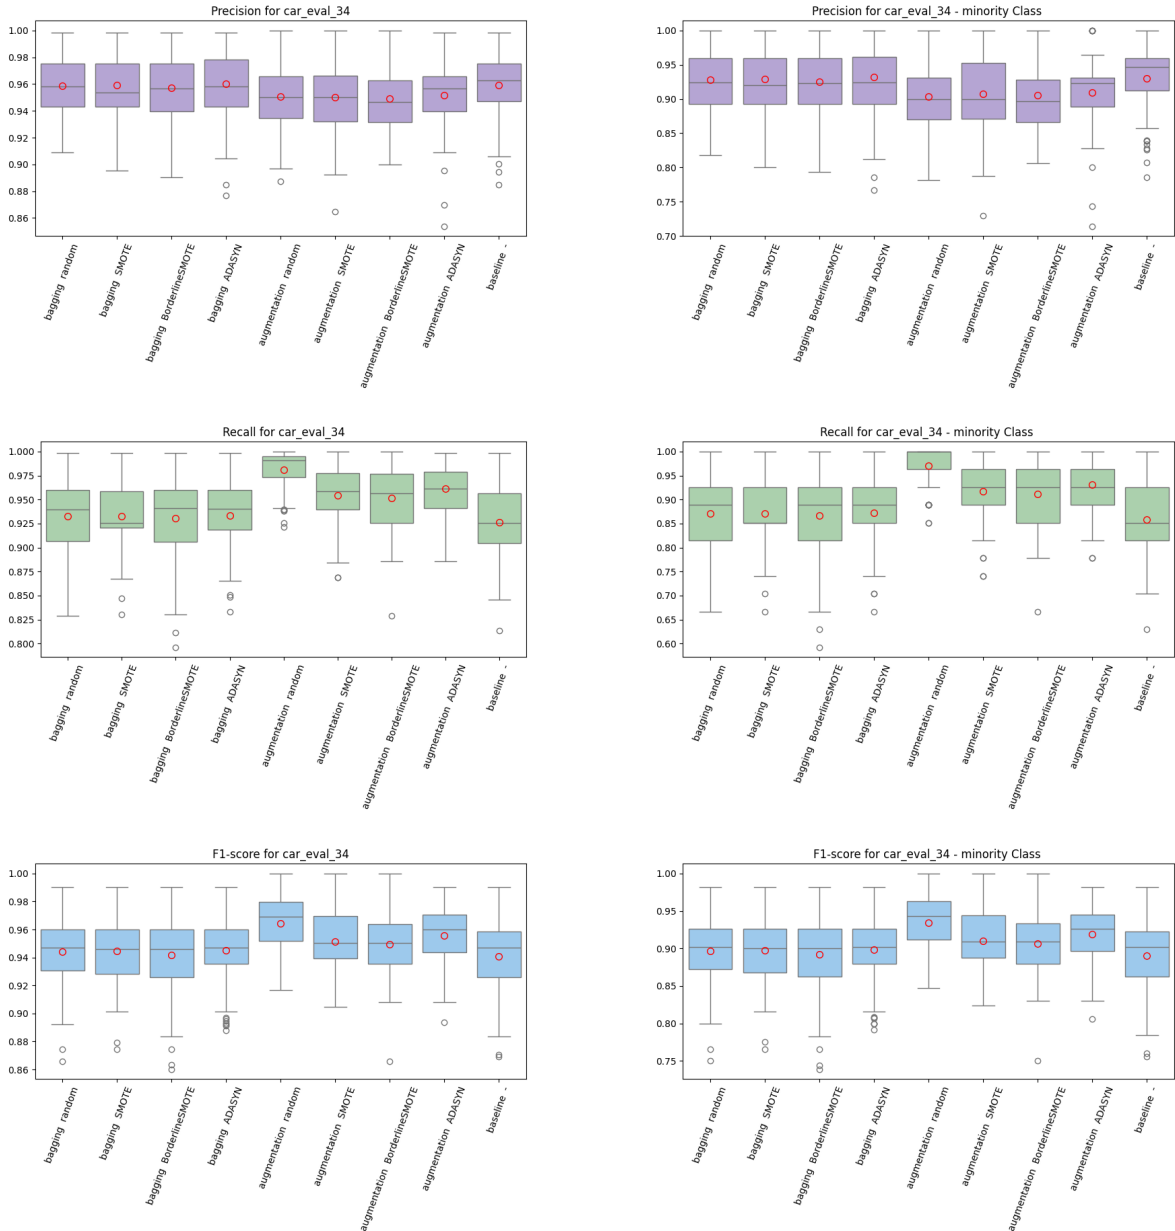 Precision for car_eval_34
1.00
0.98
0.96
0.94
0.92
0.90
0.88
0.86
bagging random
bagging SMOTE
bagging BorderlineSMOTE
bagging ADASYN
augmentation random
augmentation SMOTE
augmentation BorderlineSMOTE
augmentation ADASYN
baseline -
Precision for car_eval_34 - minority Class
1.00
0.95
0.90
0.85
0.80
0.75
0.70
bagging random
bagging SMOTE
bagging BorderlineSMOTE
bagging ADASYN
augmentation random
augmentation SMOTE
augmentation BorderlineSMOTE
augmentation ADASYN
baseline -
Recall for car_eval_34
1.000
0.975
0.950
0.925
0.900
0.875
0.850
0.825
0.800
bagging random
bagging SMOTE
bagging BorderlineSMOTE
bagging ADASYN
augmentation random
augmentation SMOTE
augmentation BorderlineSMOTE
augmentation ADASYN
baseline -
Recall for car_eval_34 - minority Class
1.00
0.95
0.90
0.85
0.80
0.75
0.70
0.65
0.60
bagging random
bagging SMOTE
bagging BorderlineSMOTE
bagging ADASYN
augmentation random
augmentation SMOTE
augmentation BorderlineSMOTE
augmentation ADASYN
baseline -
F1-score for car_eval_34
1.00
0.98
0.96
0.94
0.92
0.90
0.88
0.86
bagging random
bagging SMOTE
bagging BorderlineSMOTE
bagging ADASYN
augmentation random
augmentation SMOTE
augmentation BorderlineSMOTE
augmentation ADASYN
baseline -
F1-score for car_eval_34 - minority Class
1.00
0.95
0.90
0.85
0.80
0.75
bagging random
bagging SMOTE
bagging BorderlineSMOTE
bagging ADASYN
augmentation random
augmentation SMOTE
augmentation BorderlineSMOTE
augmentation ADASYN
baseline -